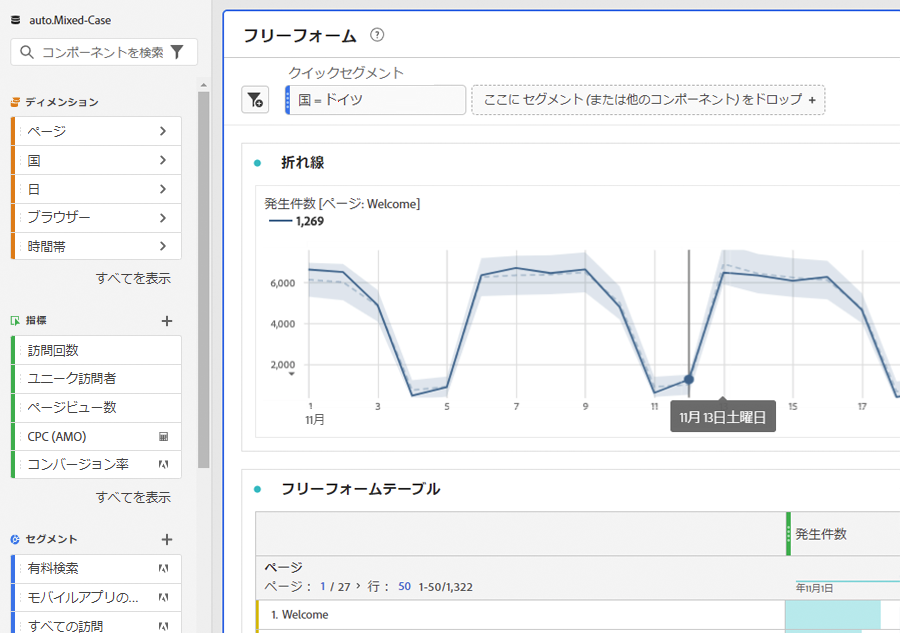 auto.Mixed-Case
コンポーネントを検索
ディメンション
ページ
国
日
ブラウザー
時間帯
すべてを表示
指標
訪問回数
ユニーク訪問者
ページビュー数
CPC (AMO)
コンバージョン率
すべてを表示
セグメント
有料検索
モバイルアプリの...
すべての訪問
フリーフォーム
クイックセグメント
国 = ドイツ
ここに セグメント (または他のコンポーネント) をドロップ +
折れ線
発生件数 [ページ: Welcome]
1,269
6,000
4,000
2,000
1 3 5 7 9 11 15 17
11月
11月 13日土曜日
フリーフォームテーブル
発生件数
ページ
ページ： 1 / 27 › 行： 50 1-50/1,322
年11月1日
1. Welcome